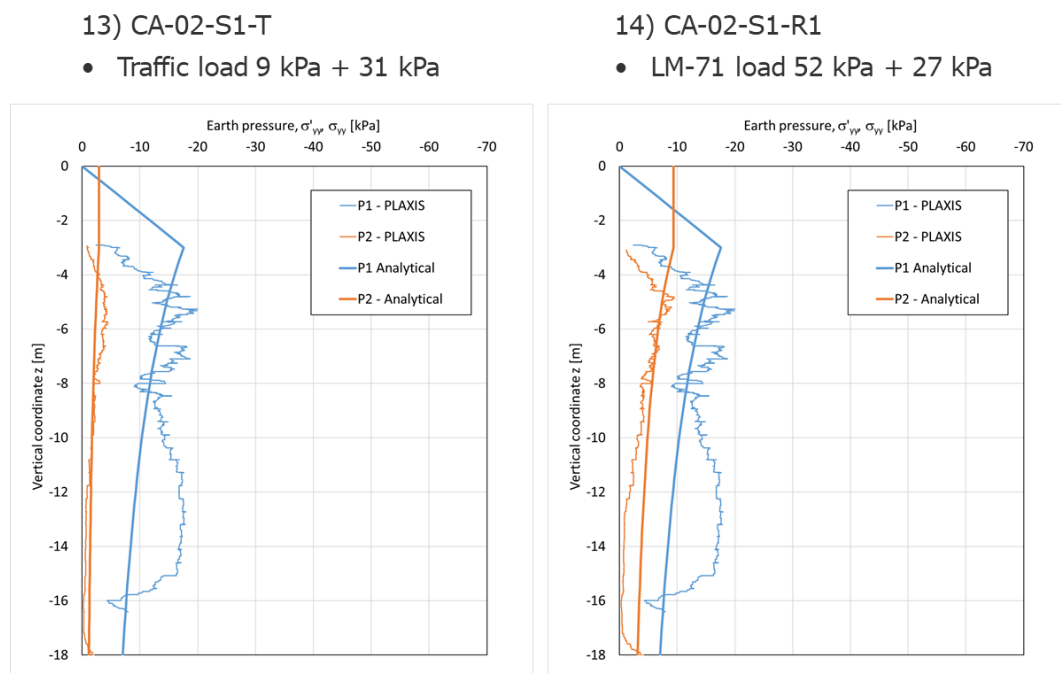 13) CA-02-S1-T
• Traffic load 9 kPa + 31 kPa
Earth pressure, σ'yy, σyy [kPa]
0 -10 -20 -30 -40 -50 -60 -70
0
-2
-4
-6
-8
-10
-12
-14
-16
-18
Vertical coordinate z [m]
P1 - PLAXIS
P2 - PLAXIS
P1 Analytical
P2 - Analytical
14) CA-02-S1-R1
• LM-71 load 52 kPa + 27 kPa
Earth pressure, σ'yy, σyy [kPa]
0 -10 -20 -30 -40 -50 -60 -70
0
-2
-4
-6
-8
-10
-12
-14
-16
-18
Vertical coordinate z [m]
P1 - PLAXIS
P2 - PLAXIS
P1 Analytical
P2 - Analytical